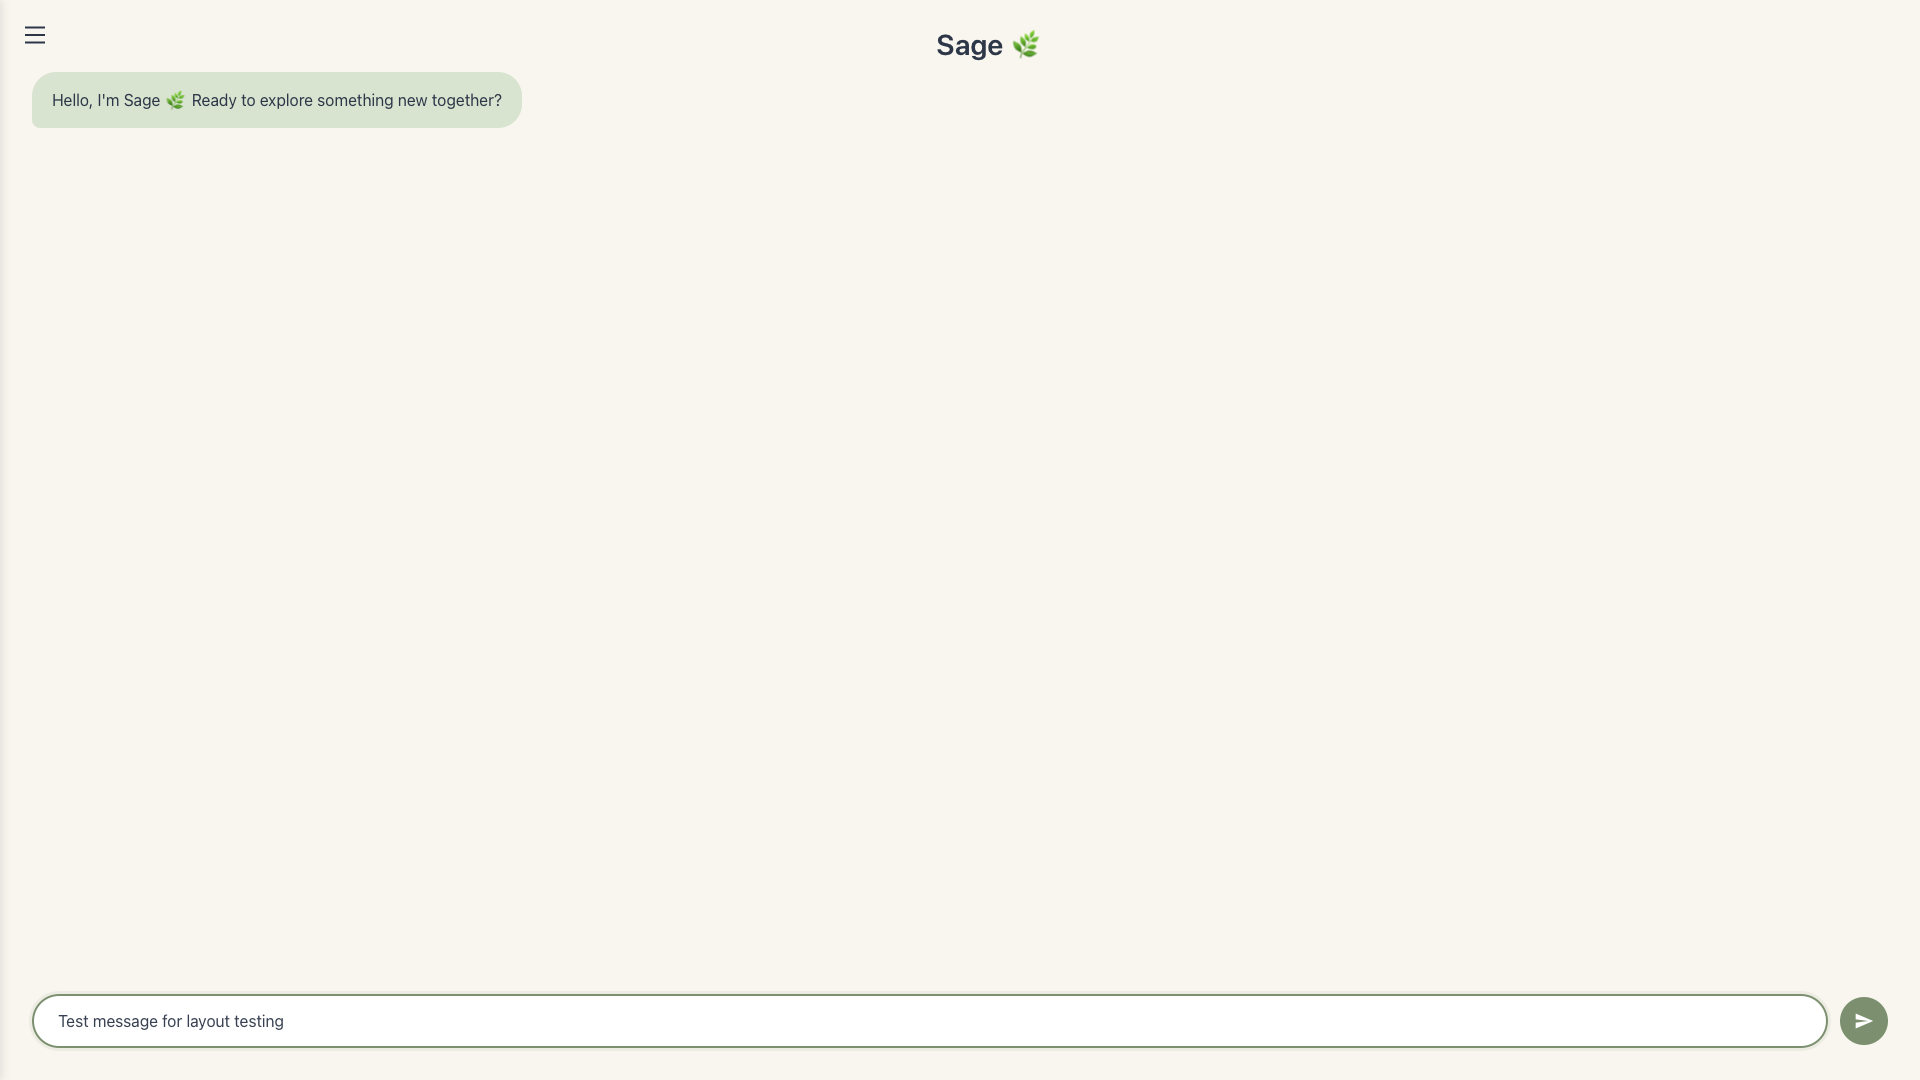 Sage 🌿
Hello, I'm Sage 🌿 Ready to explore something new together?
Test message for layout testing